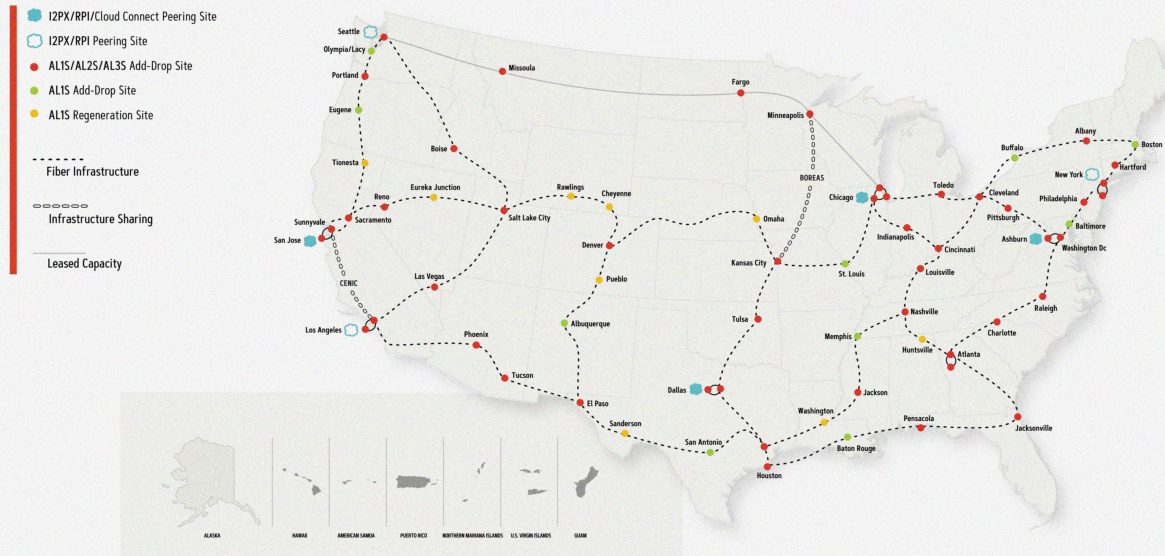 I2PX/RPI/Cloud Connect Peering Site
I2PX/RPI Peering Site
AL1S/AL2S/AL3S Add-Drop Site
AL1S Add-Drop Site
AL1S Regeneration Site
Fiber Infrastructure
Infrastructure Sharing
Leased Capacity
Seattle
Olympia/Lacy
Portland
Eugene
Tionesta
Missoula
Fargo
Minneapolis
Boise
BOREAS
Reno
Eureka Junction
Rawlings
Cheyenne
Sunnyvale
Sacramento
San Jose
Salt Lake City
Denver
Omaha
Kansas City
Pueblo
CENIC
Las Vegas
Los Angeles
Phoenix
Tucson
Albuquerque
El Paso
Sanderson
San Antonio
Tulsa
Dallas
Houston
Chicago
Toledo
Cleveland
Pittsburgh
Indianapolis
Cincinnati
St. Louis
Louisville
Nashville
Memphis
Huntsville
Atlanta
Jackson
Washington
Baton Rouge
Pensacola
Jacksonville
Charlotte
Raleigh
Buffalo
Albany
Boston
Hartford
New York
Philadelphia
Baltimore
Ashburn
Washington Dc
ALASKA
HAWAII
AMERICAN SAMOA
PUERTO RICO
NORTHERN MARIANA ISLANDS
U.S. VIRGIN ISLANDS
GUAM